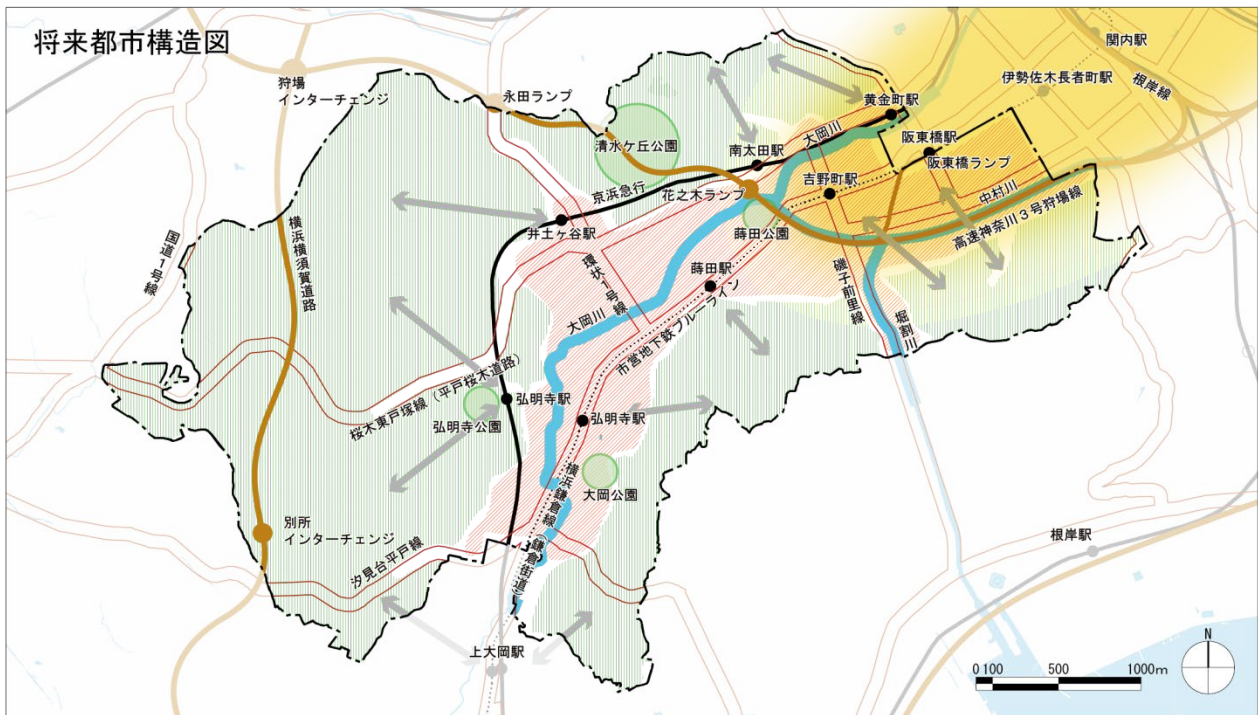 将来都市構造図
関内駅
狩場
インターチェンジ
伊勢佐木長者町駅
根岸線
永田ランプ
黄金町駅
大岡川
清水ケ丘公園
南太田駅
阪東橋駅
阪東橋ランプ
京浜急行
花之木ランプ
吉野町駅
中村川
横浜横須賀道路
国道1号線
井土ヶ谷駅
蒔田公園
高速神奈川3号狩場線
環状1号線
蒔田駅
磯子前里線
堀割川
大岡川
市営地下鉄ブルーライン
桜木東戸塚線（平戸桜木道路）
弘明寺駅
弘明寺公園
弘明寺駅
大岡公園
横浜鎌倉線（鎌倉街道）
別所
インターチェンジ
汐見台平戸線
根岸駅
上大岡駅
N
0 100 500 1000m